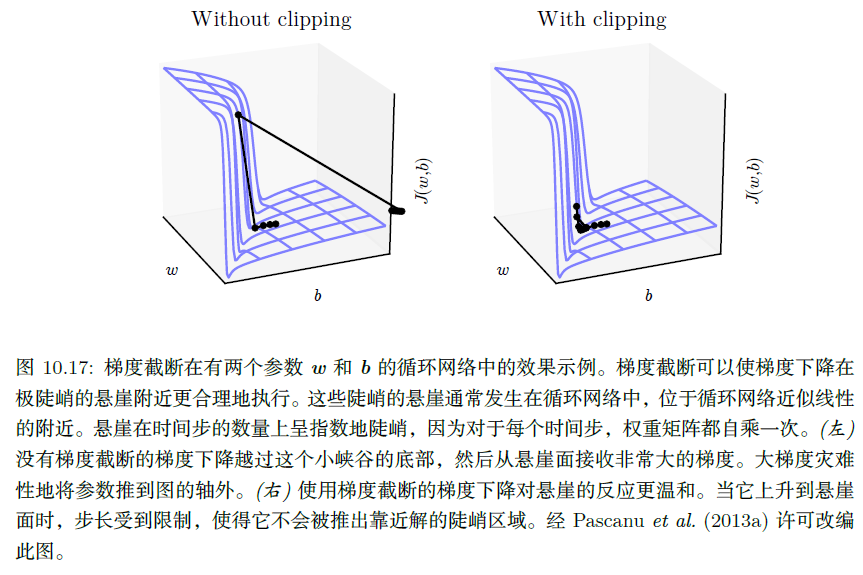 Without clipping
With clipping
J(w,b)
w
b
J(w,b)
w
b
图 10.17: 梯度截断在有两个参数 w 和 b 的循环网络中的效果示例。梯度截断可以使梯度下降在
极陡峭的悬崖附近更合理地执行。这些陡峭的悬崖通常发生在循环网络中，位于循环网络近似线性
的附近。悬崖在时间步的数量上呈指数地陡峭，因为对于每个时间步，权重矩阵都自乘一次。(左)
没有梯度截断的梯度下降越过这个小峡谷的底部，然后从悬崖面接收非常大的梯度。大梯度灾难
性地将参数推到图的轴外。(右) 使用梯度截断的梯度下降对悬崖的反应更温和。当它上升到悬崖
面时，步长受到限制，使得它不会被推出靠近解的陡峭区域。经 Pascanu et al. (2013a) 许可改编
此图。